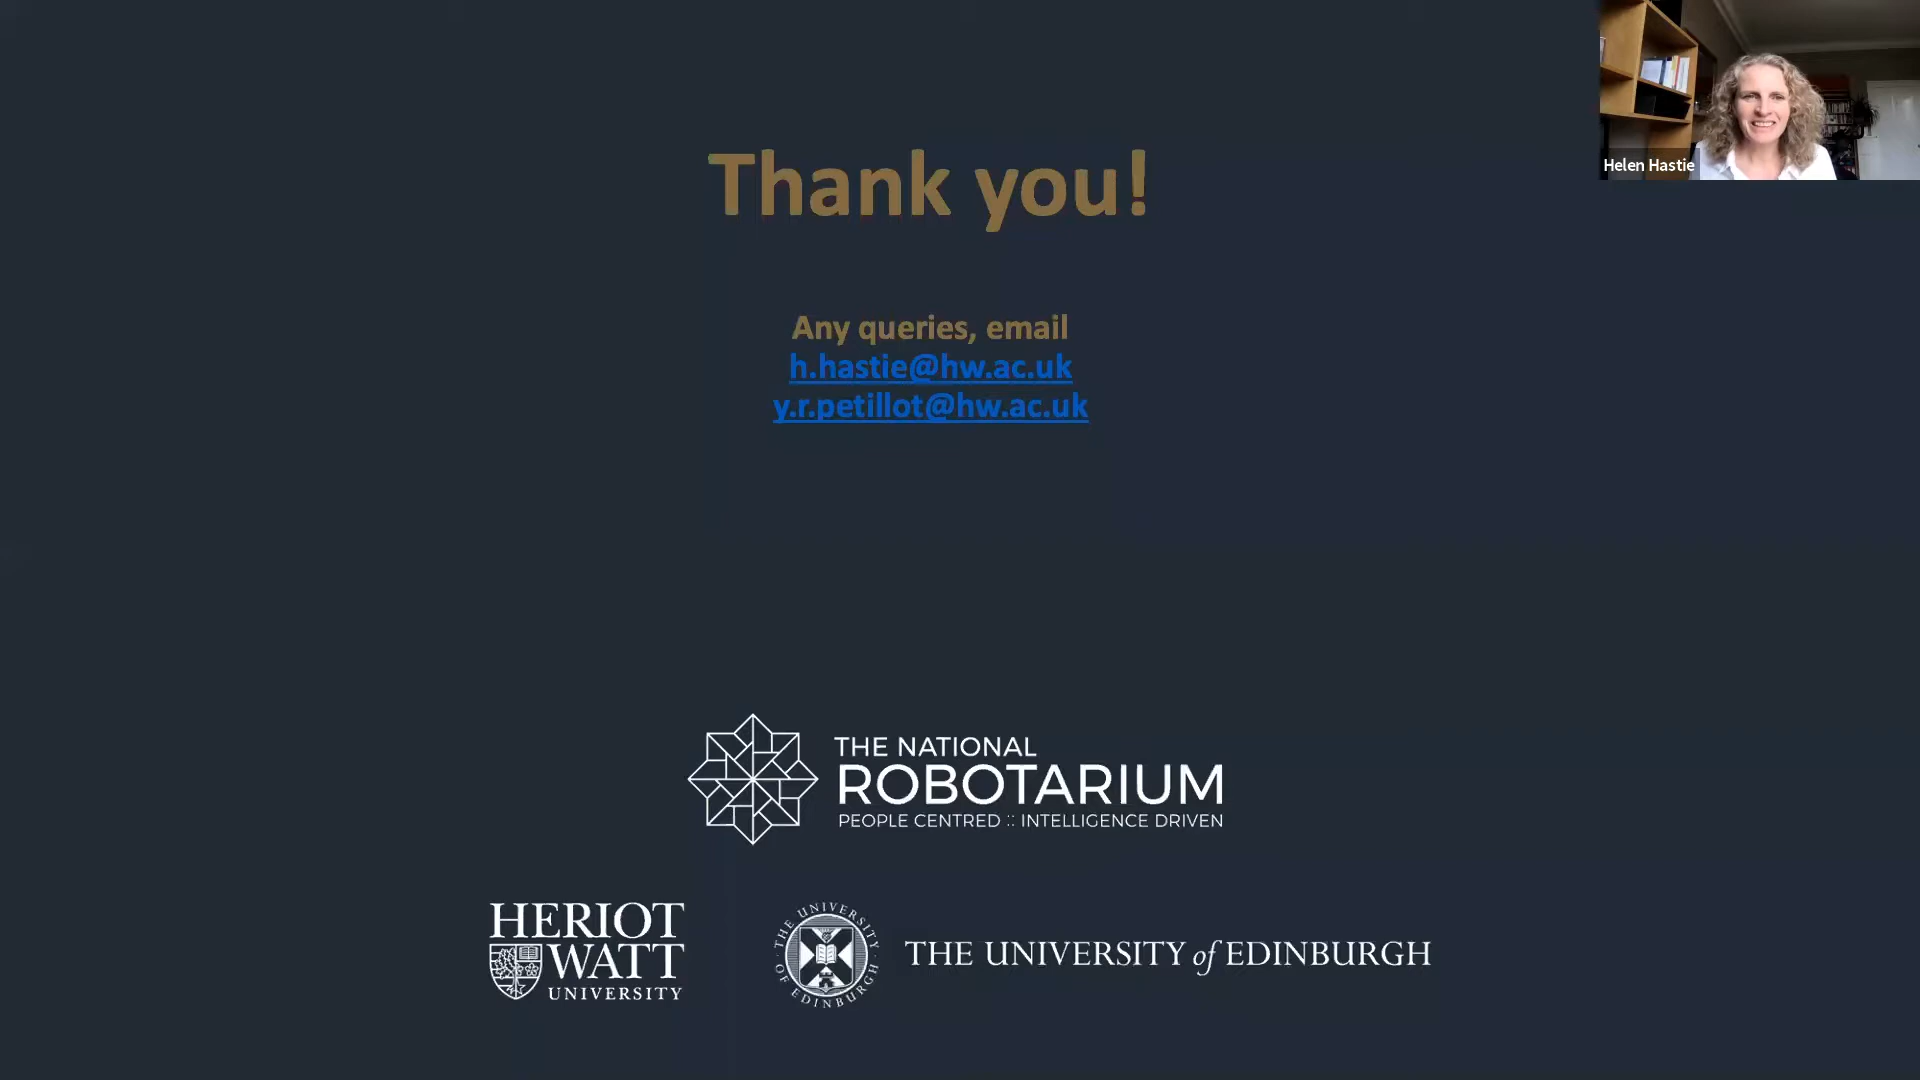 Helen Hastie
Thank you!
Any queries, email
h.hastie@hw.ac.uk
y.r.petillot@hw.ac.uk
THE NATIONAL
ROBOTARIUM
PEOPLE CENTRED :: INTELLIGENCE DRIVEN
HERIOT
WATT
UNIVERSITY
THE UNIVERSITY OF EDINBURGH
THE UNIVERSITY of EDINBURGH